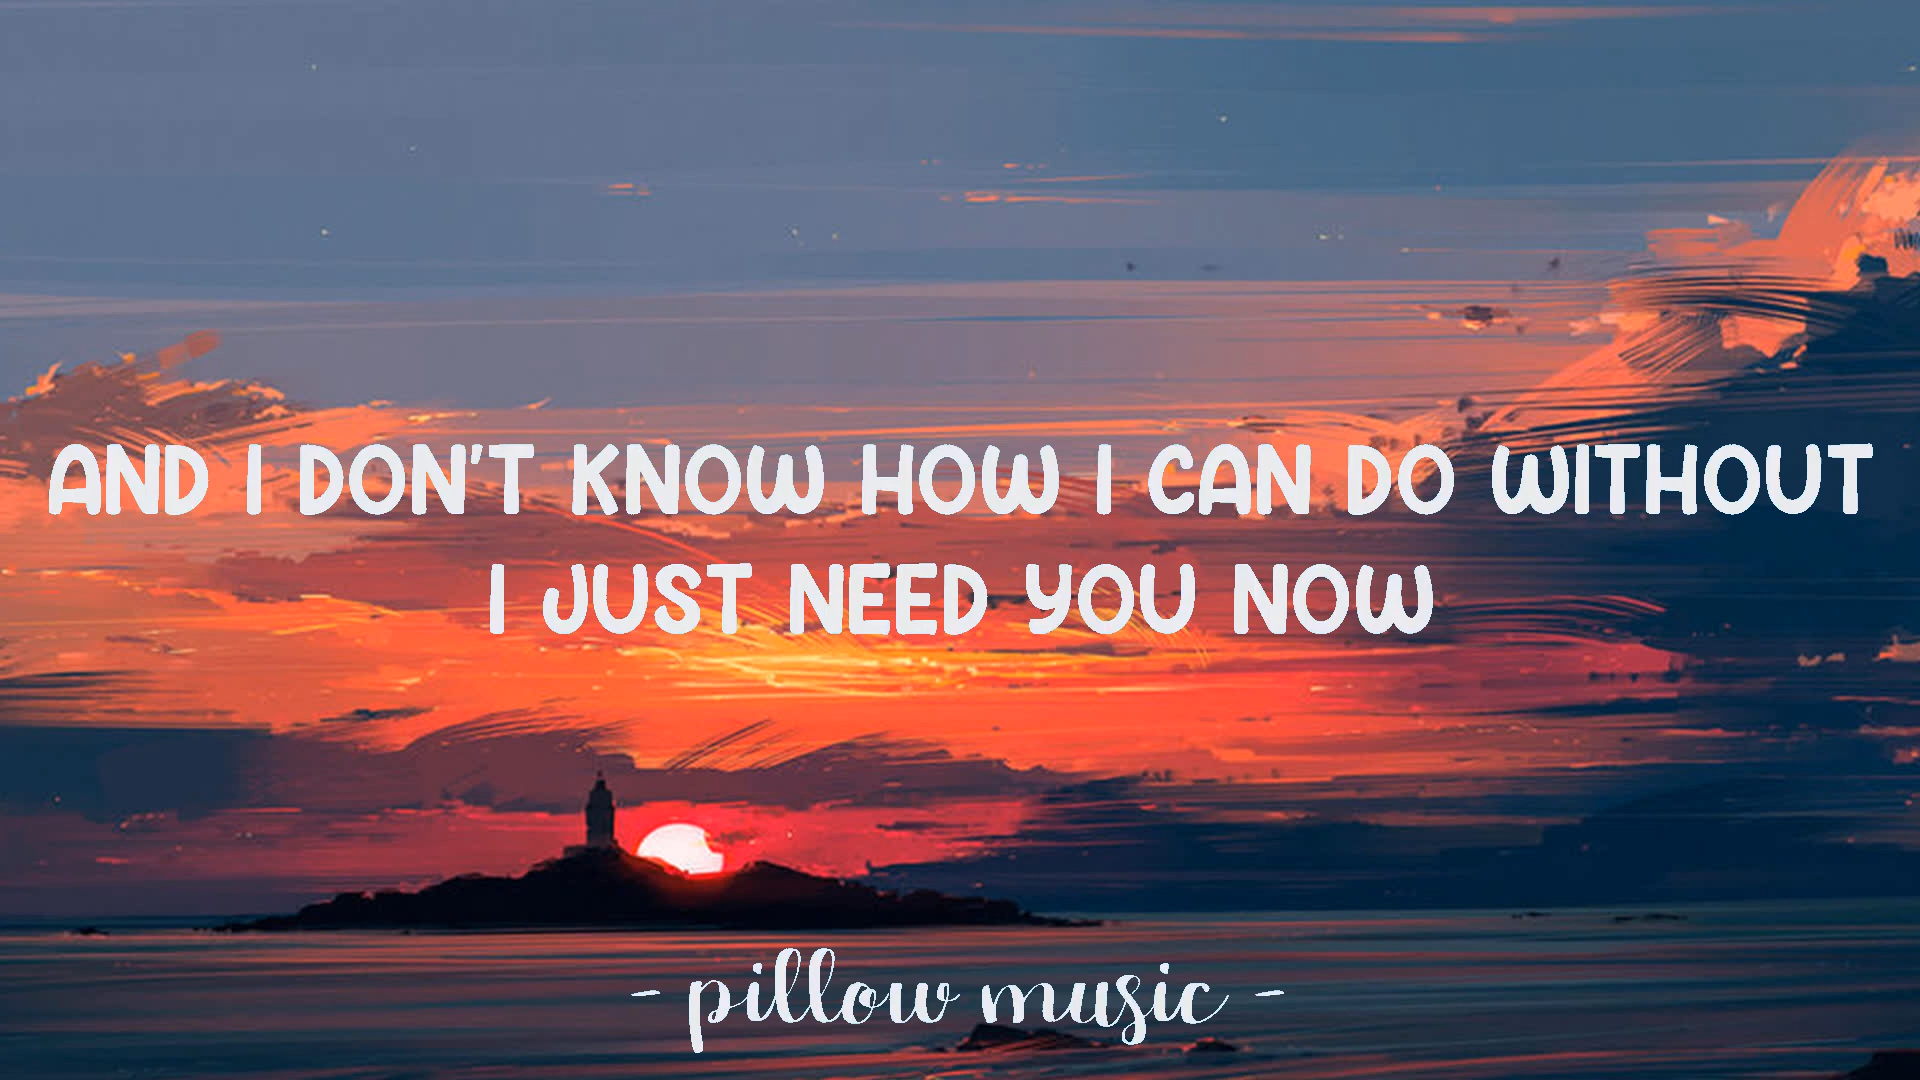 AND I DON'T KNOW HOW I CAN DO WITHOUT
I JUST NEED YOU NOW
- pillow music -